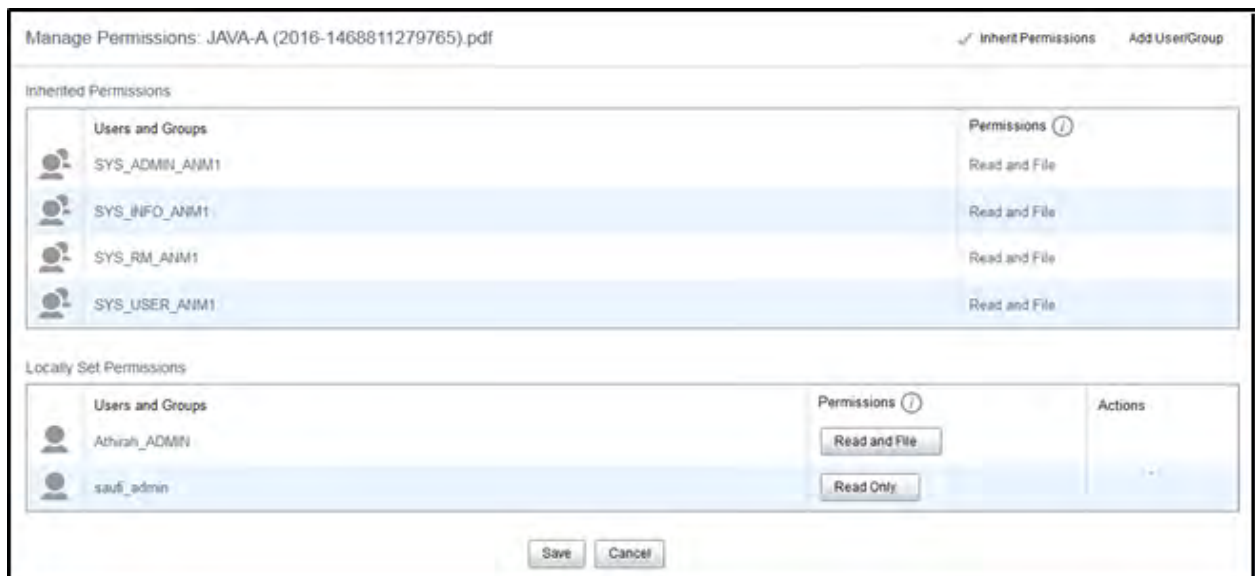 Manage Permissions: JAVA-A (2016-1468811279765).pdf Inherit Permissions Add User/Group
Inherited Permissions
Users and Groups Permissions
SYS_ADMIN_ANM1 Read and File
SYS_INFO_ANM1 Read and File
SYS_RM_ANM1 Read and File
SYS_USER_ANM1 Read and File
Locally Set Permissions
Users and Groups Permissions Actions
Athirah_ADMIN Read and File
saufi_admin Read Only
Save Cancel